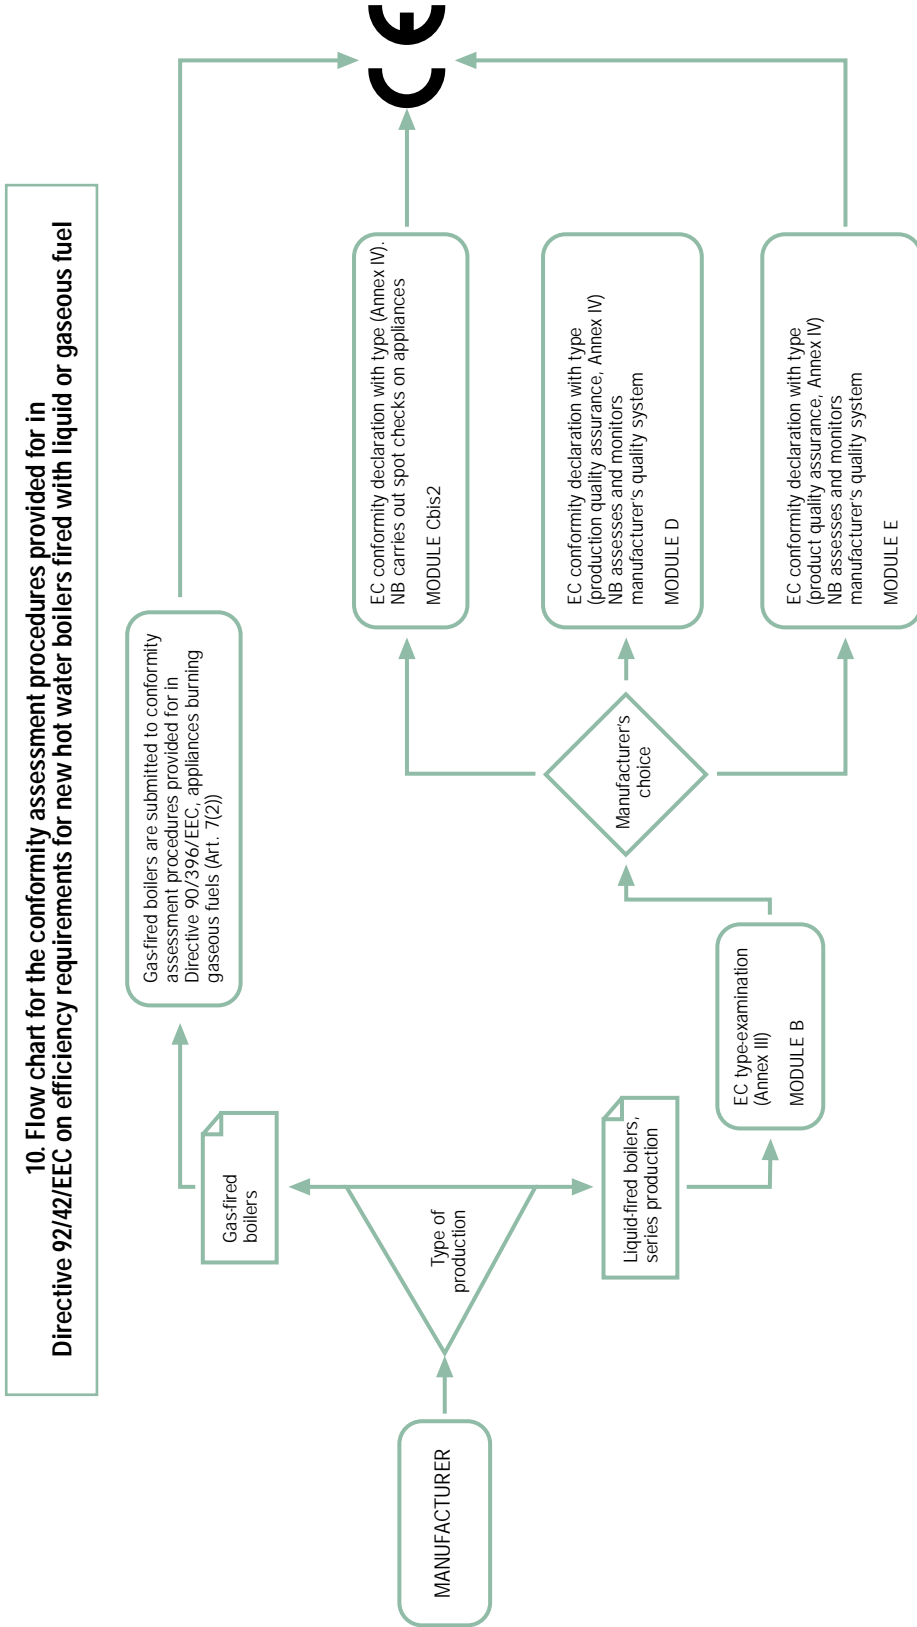 10. Flow chart for the conformity assessment procedures provided for in
Directive 92/42/EEC on efficiency requirements for new hot water boilers fired with liquid or gaseous fuel
MANUFACTURER
Type of
production
Gas-fired
boilers
Gas-fired boilers are submitted to conformity
assessment procedures provided for in
Directive 90/396/EEC, appliances burning
gaseous fuels (Art. 7(2))
Liquid-fired boilers,
series production
EC type-examination
(Annex III)
MODULE B
Manufacturer's
choice
EC conformity declaration with type (Annex IV).
NB carries out spot checks on appliances
MODULE Cbis2
EC conformity declaration with type
(production quality assurance, Annex IV)
NB assesses and monitors
manufacturer's quality system
MODULE D
EC conformity declaration with type
(product quality assurance, Annex IV)
NB assesses and monitors
manufacturer's quality system
MODULE E
CE